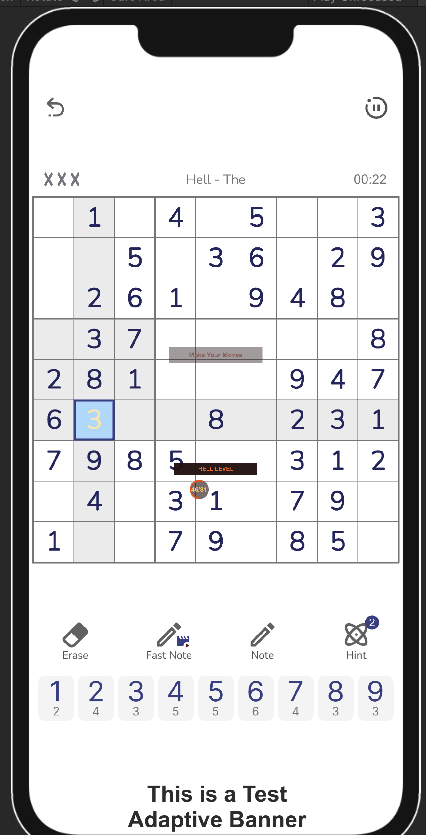 XXX Hell - The 00:22
1 4 5 3
5 3 6 2 9
2 6 1 9 4 8
3 7 8
Make Your Moves
2 8 1 9 4 7
6 3 8 2 3 1
7 9 8 5 3 1 2
HELL LEVEL
4 3 1 7 9
1 7 9 8 5
2
Erase Fast Note Note Hint
1 2 3 4 5 6 7 8 9
2 4 3 5 5 6 4 3 3
This is a Test
Adaptive Banner